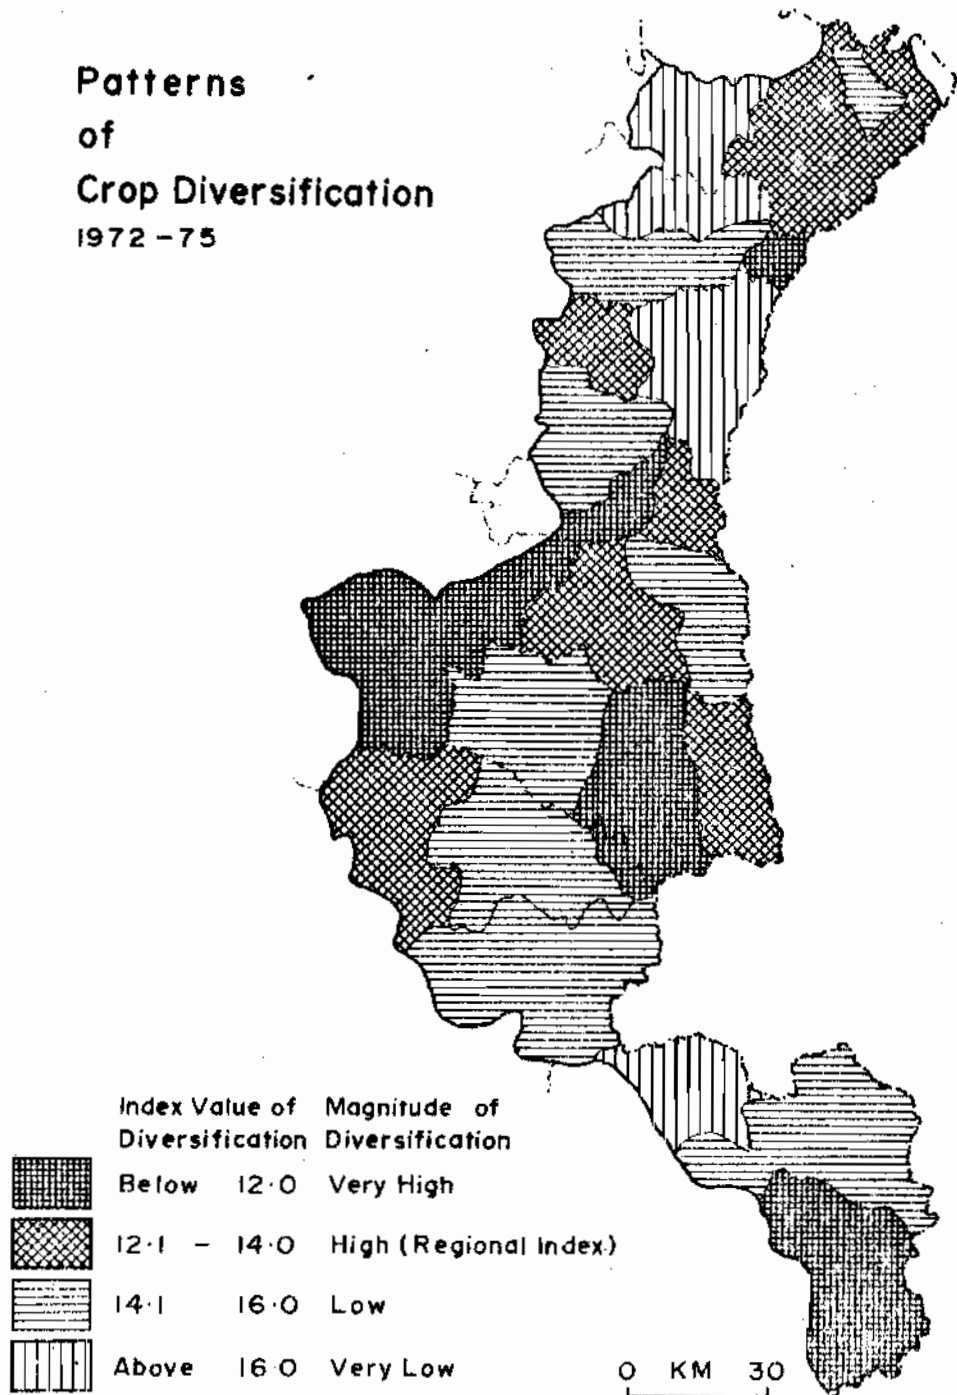 Patterns
of
Crop Diversification
1972-75
Index Value of Magnitude of
Diversification Diversification
Below 12·0 Very High
12·1 - 14·0 High (Regional Index)
14·1 16·0 Low
Above 16·0 Very Low
0 KM 30